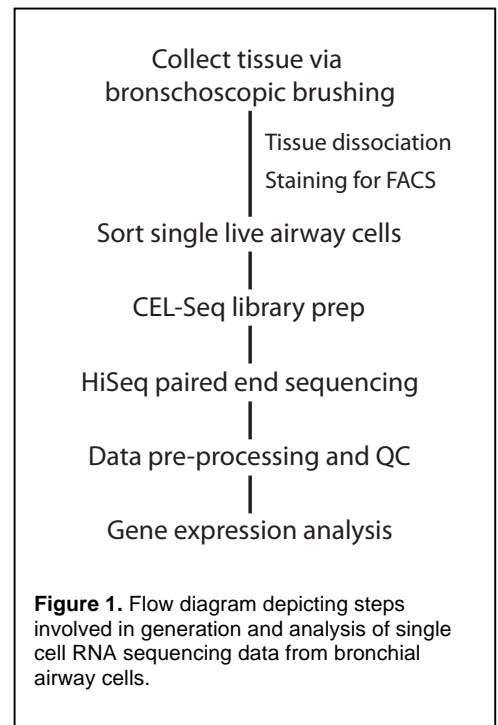 Collect tissue via
bronschoscopic brushing
Tissue dissociation
Staining for FACS
Sort single live airway cells
CEL-Seq library prep
HiSeq paired end sequencing
Data pre-processing and QC
Gene expression analysis
Figure 1. Flow diagram depicting steps
involved in generation and analysis of single
cell RNA sequencing data from bronchial
airway cells.